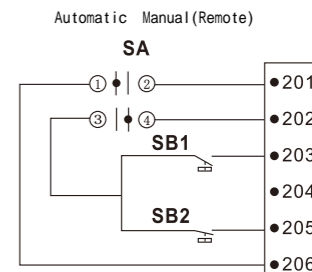 Automatic Manual(Remote)
SA
① ② 201
③ ④ 202
SB1 203
204
SB2 205
206